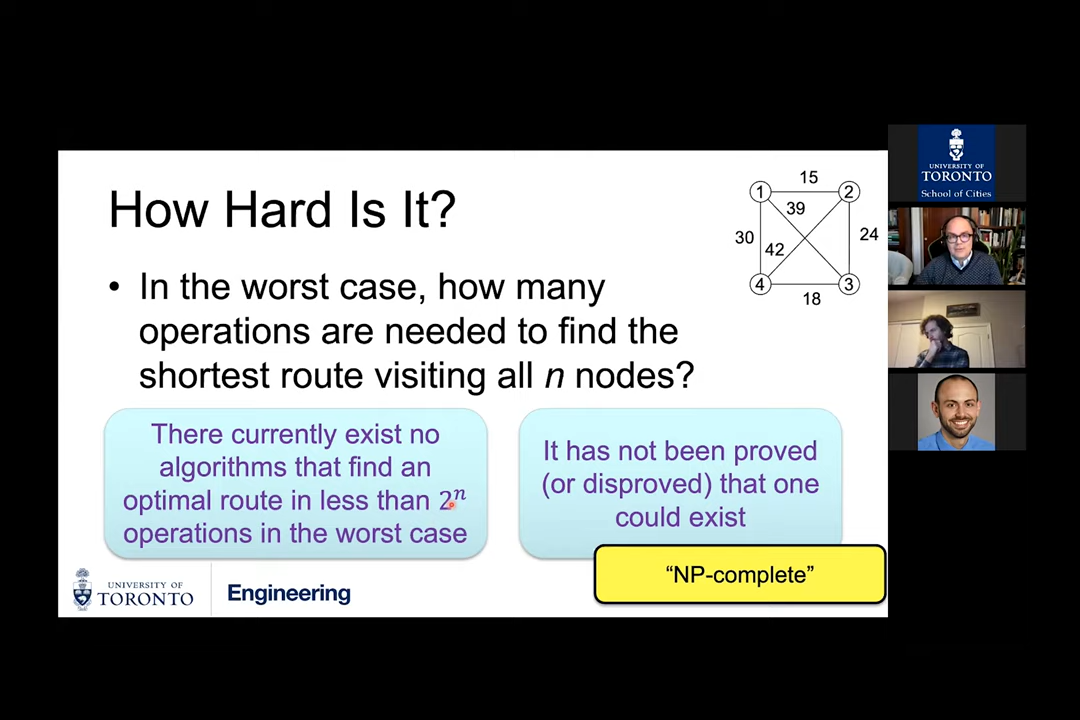 How Hard Is It?
• In the worst case, how many
operations are needed to find the
shortest route visiting all n nodes?
1
15
2
39
30
42
24
4
18
3
There currently exist no
algorithms that find an
optimal route in less than 2ⁿ
operations in the worst case
It has not been proved
(or disproved) that one
could exist
“NP-complete”
UNIVERSITY OF
TORONTO
Engineering
UNIVERSITY OF
TORONTO
School of Cities